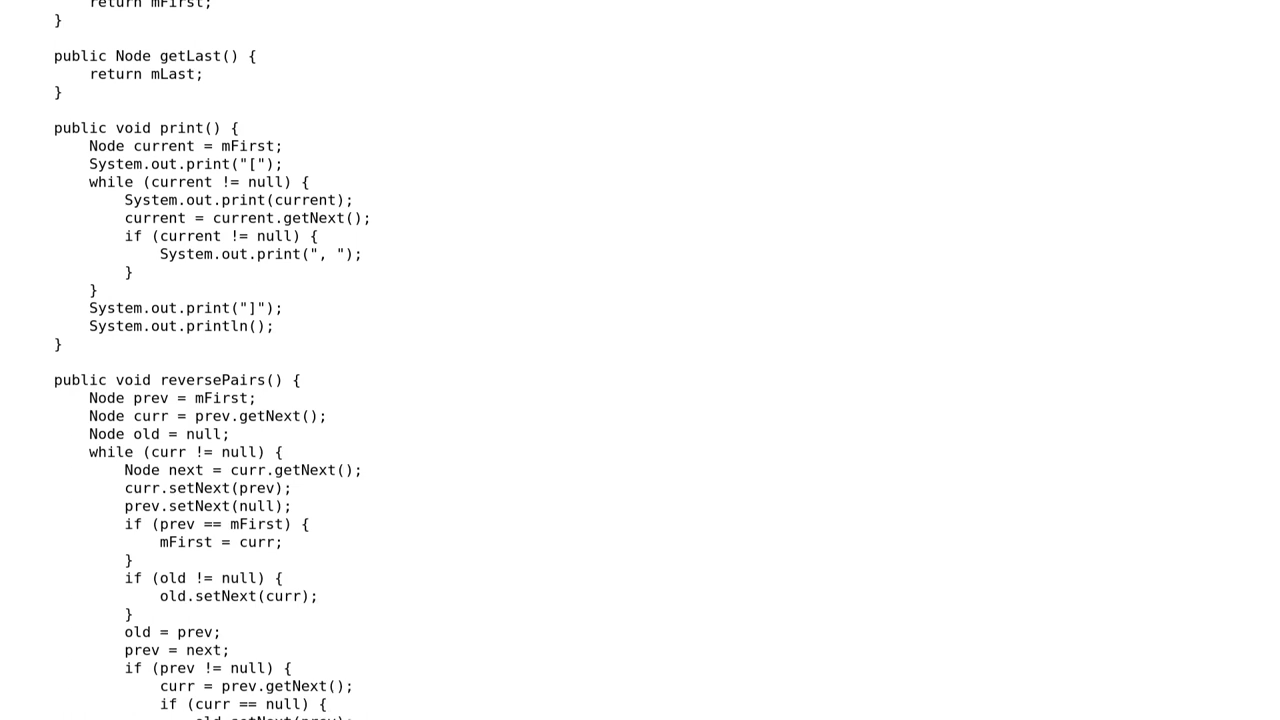 return mFirst;
    }

    public Node getLast() {
        return mLast;
    }

    public void print() {
        Node current = mFirst;
        System.out.print("[");
        while (current != null) {
            System.out.print(current);
            current = current.getNext();
            if (current != null) {
                System.out.print(", ");
            }
        }
        System.out.print("]");
        System.out.println();
    }

    public void reversePairs() {
        Node prev = mFirst;
        Node curr = prev.getNext();
        Node old = null;
        while (curr != null) {
            Node next = curr.getNext();
            curr.setNext(prev);
            prev.setNext(null);
            if (prev == mFirst) {
                mFirst = curr;
            }
            if (old != null) {
                old.setNext(curr);
            }
            old = prev;
            prev = next;
            if (prev != null) {
                curr = prev.getNext();
                if (curr == null) {
                    old.setNext(prev);